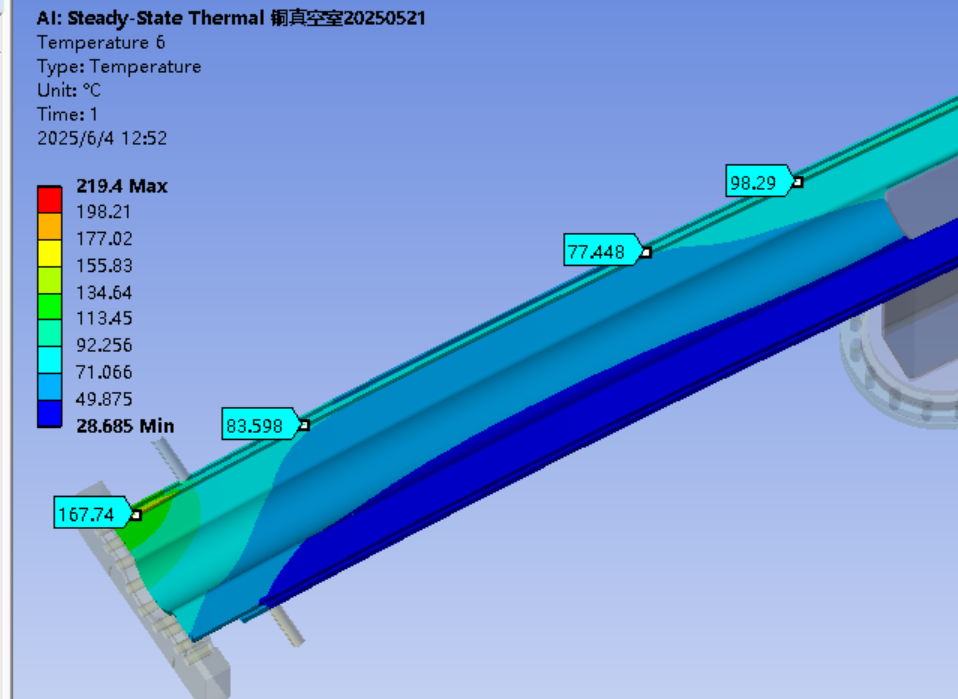 AI: Steady-State Thermal 铜真空室20250521
Temperature 6
Type: Temperature
Unit: °C
Time: 1
2025/6/4 12:52
219.4 Max
198.21
177.02
155.83
134.64
113.45
92.256
71.066
49.875
28.685 Min
98.29
77.448
83.598
167.74